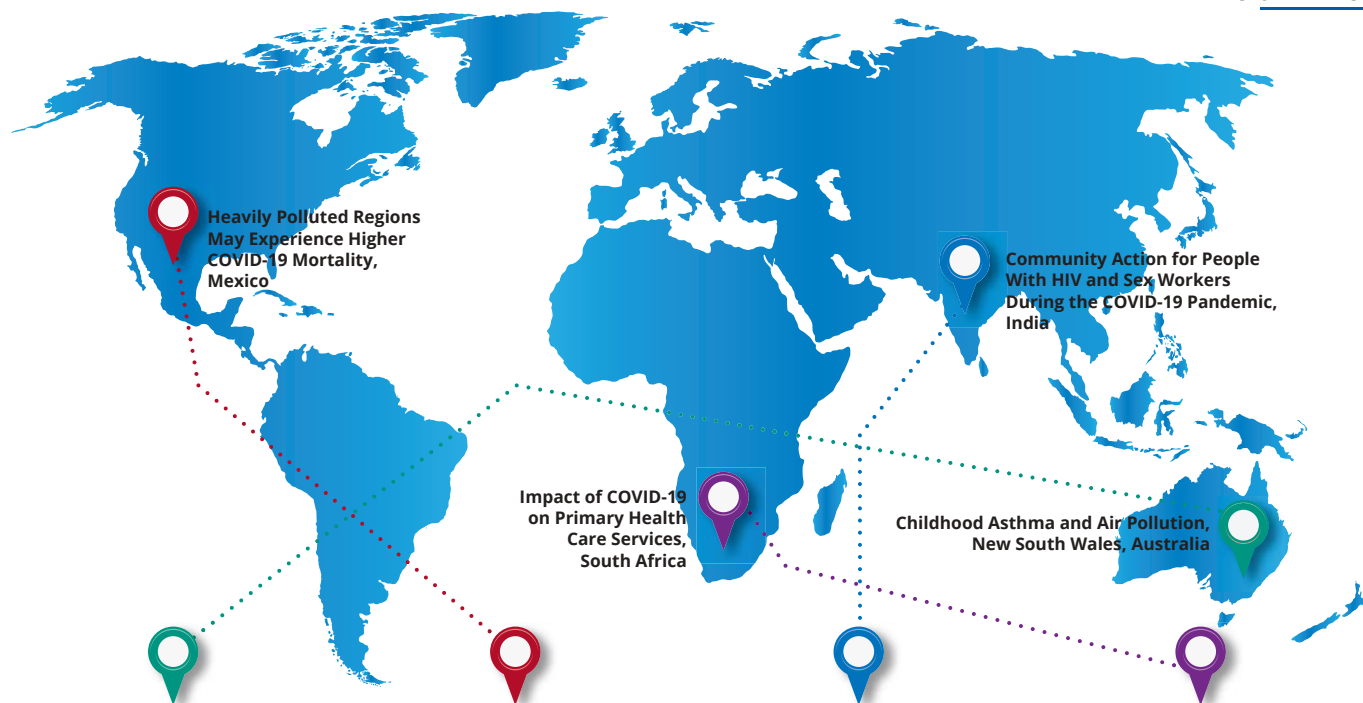 Heavily Polluted Regions
May Experience Higher
COVID-19 Mortality,
Mexico
Community Action for People
With HIV and Sex Workers
During the COVID-19 Pandemic,
India
Impact of COVID-19
on Primary Health
Care Services,
South Africa
Childhood Asthma and Air Pollution,
New South Wales, Australia